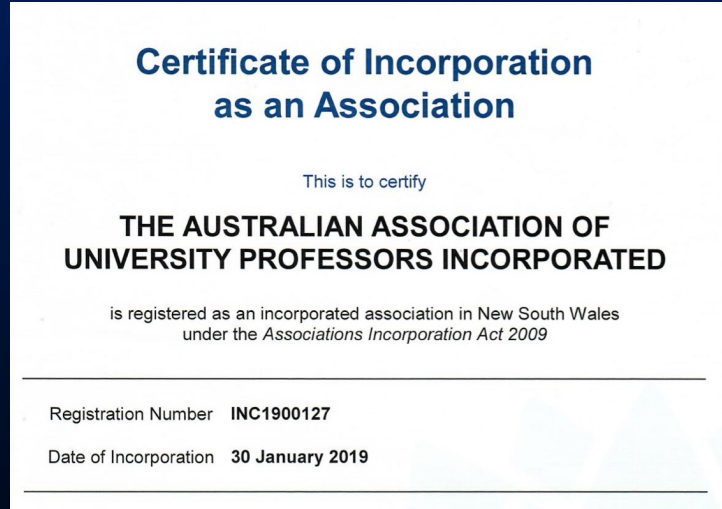 Certificate of Incorporation
as an Association
This is to certify
THE AUSTRALIAN ASSOCIATION OF
UNIVERSITY PROFESSORS INCORPORATED
is registered as an incorporated association in New South Wales
under the Associations Incorporation Act 2009
Registration Number INC1900127
Date of Incorporation 30 January 2019